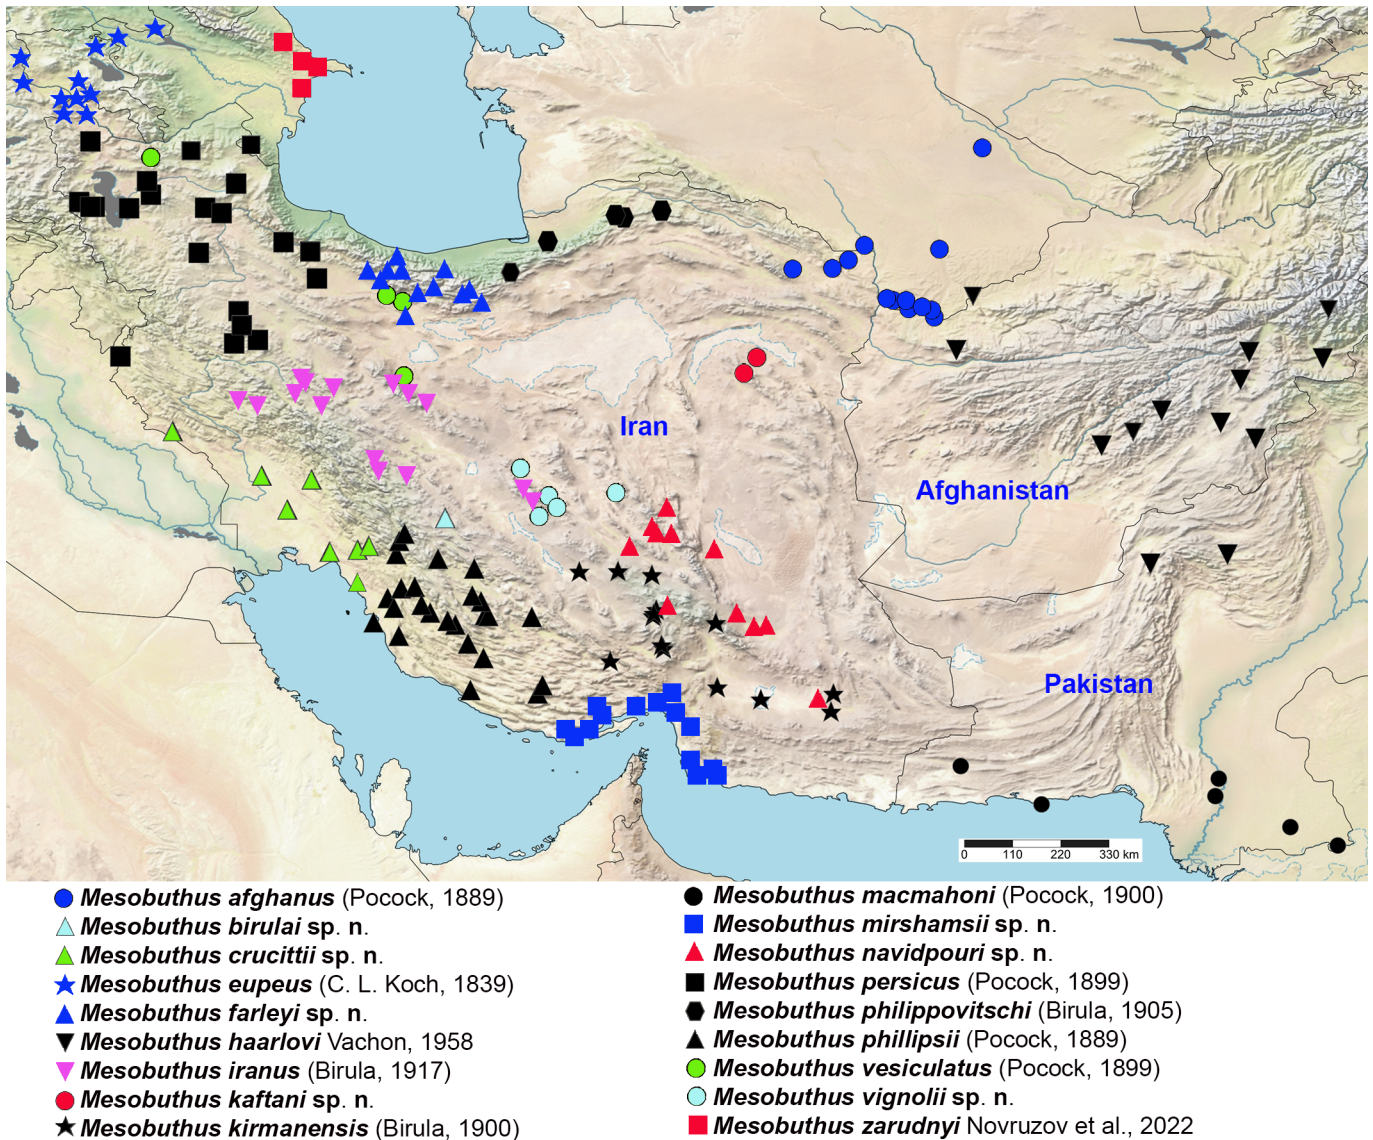 Iran
Afghanistan
Pakistan
0 110 220 330 km
Mesobuthus afghanus (Pocock, 1889)
Mesobuthus birulai sp. n.
Mesobuthus crucittii sp. n.
Mesobuthus eupeus (C. L. Koch, 1839)
Mesobuthus farleyi sp. n.
Mesobuthus haarlovi Vachon, 1958
Mesobuthus iranus (Birula, 1917)
Mesobuthus kaftani sp. n.
Mesobuthus kirmanensis (Birula, 1900)
Mesobuthus macmahoni (Pocock, 1900)
Mesobuthus mirshamsii sp. n.
Mesobuthus navidpouri sp. n.
Mesobuthus persicus (Pocock, 1899)
Mesobuthus philippovitschi (Birula, 1905)
Mesobuthus phillipsii (Pocock, 1889)
Mesobuthus vesiculatus (Pocock, 1899)
Mesobuthus vignolii sp. n.
Mesobuthus zarudnyi Novruzov et al., 2022